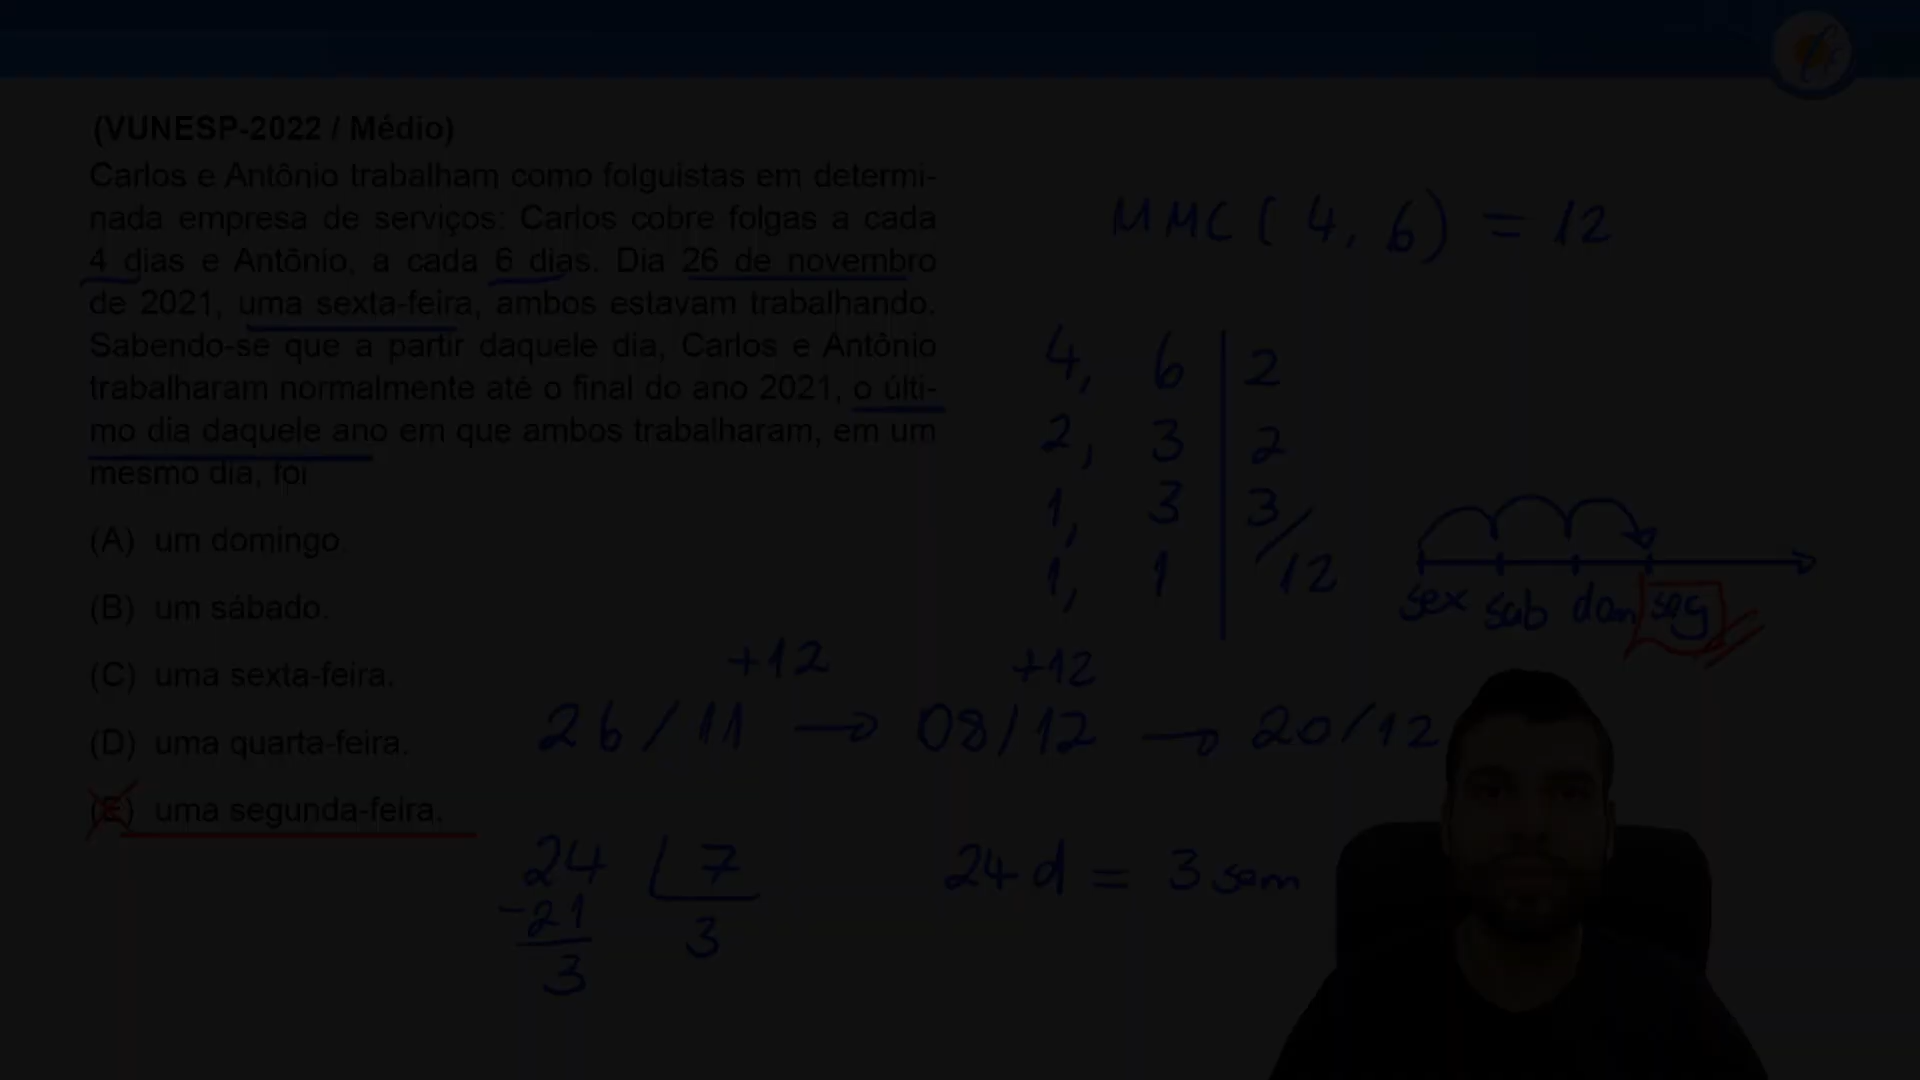 (VUNESP-2022 / Médio)
Carlos e Antônio trabalham como folguistas em determi-
nada empresa de serviços: Carlos cobre folgas a cada
4 dias e Antônio, a cada 6 dias. Dia 26 de novembro
de 2021, uma sexta-feira, ambos estavam trabalhando.
Sabendo-se que a partir daquele dia, Carlos e Antônio
trabalharam normalmente até o final do ano 2021, o últi-
mo dia daquele ano em que ambos trabalharam, em um
mesmo dia, foi
(A) um domingo.
(B) um sábado.
(C) uma sexta-feira.
(D) uma quarta-feira.
(E) uma segunda-feira.
MMC ( 4, 6) = 12
4, 6 | 2
2, 3 | 2
1, 3 | 3
1, 1 / 12
sex sab dom seg
+12 +12
26/11 → 08/12 → 20/12
24 7
-21 3
3
24 d = 3 sem